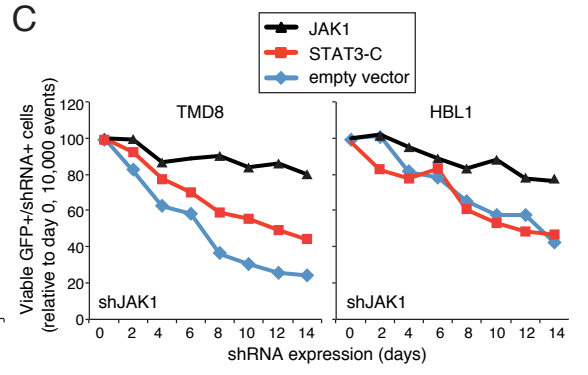 C
JAK1
STAT3-C
empty vector
Viable GFP+/shRNA+ cells
(relative to day 0, 10,000 events)
120
100
80
60
40
20
0
TMD8
shJAK1
0 2 4 6 8 10 12 14
HBL1
shJAK1
0 2 4 6 8 10 12 14
shRNA expression (days)